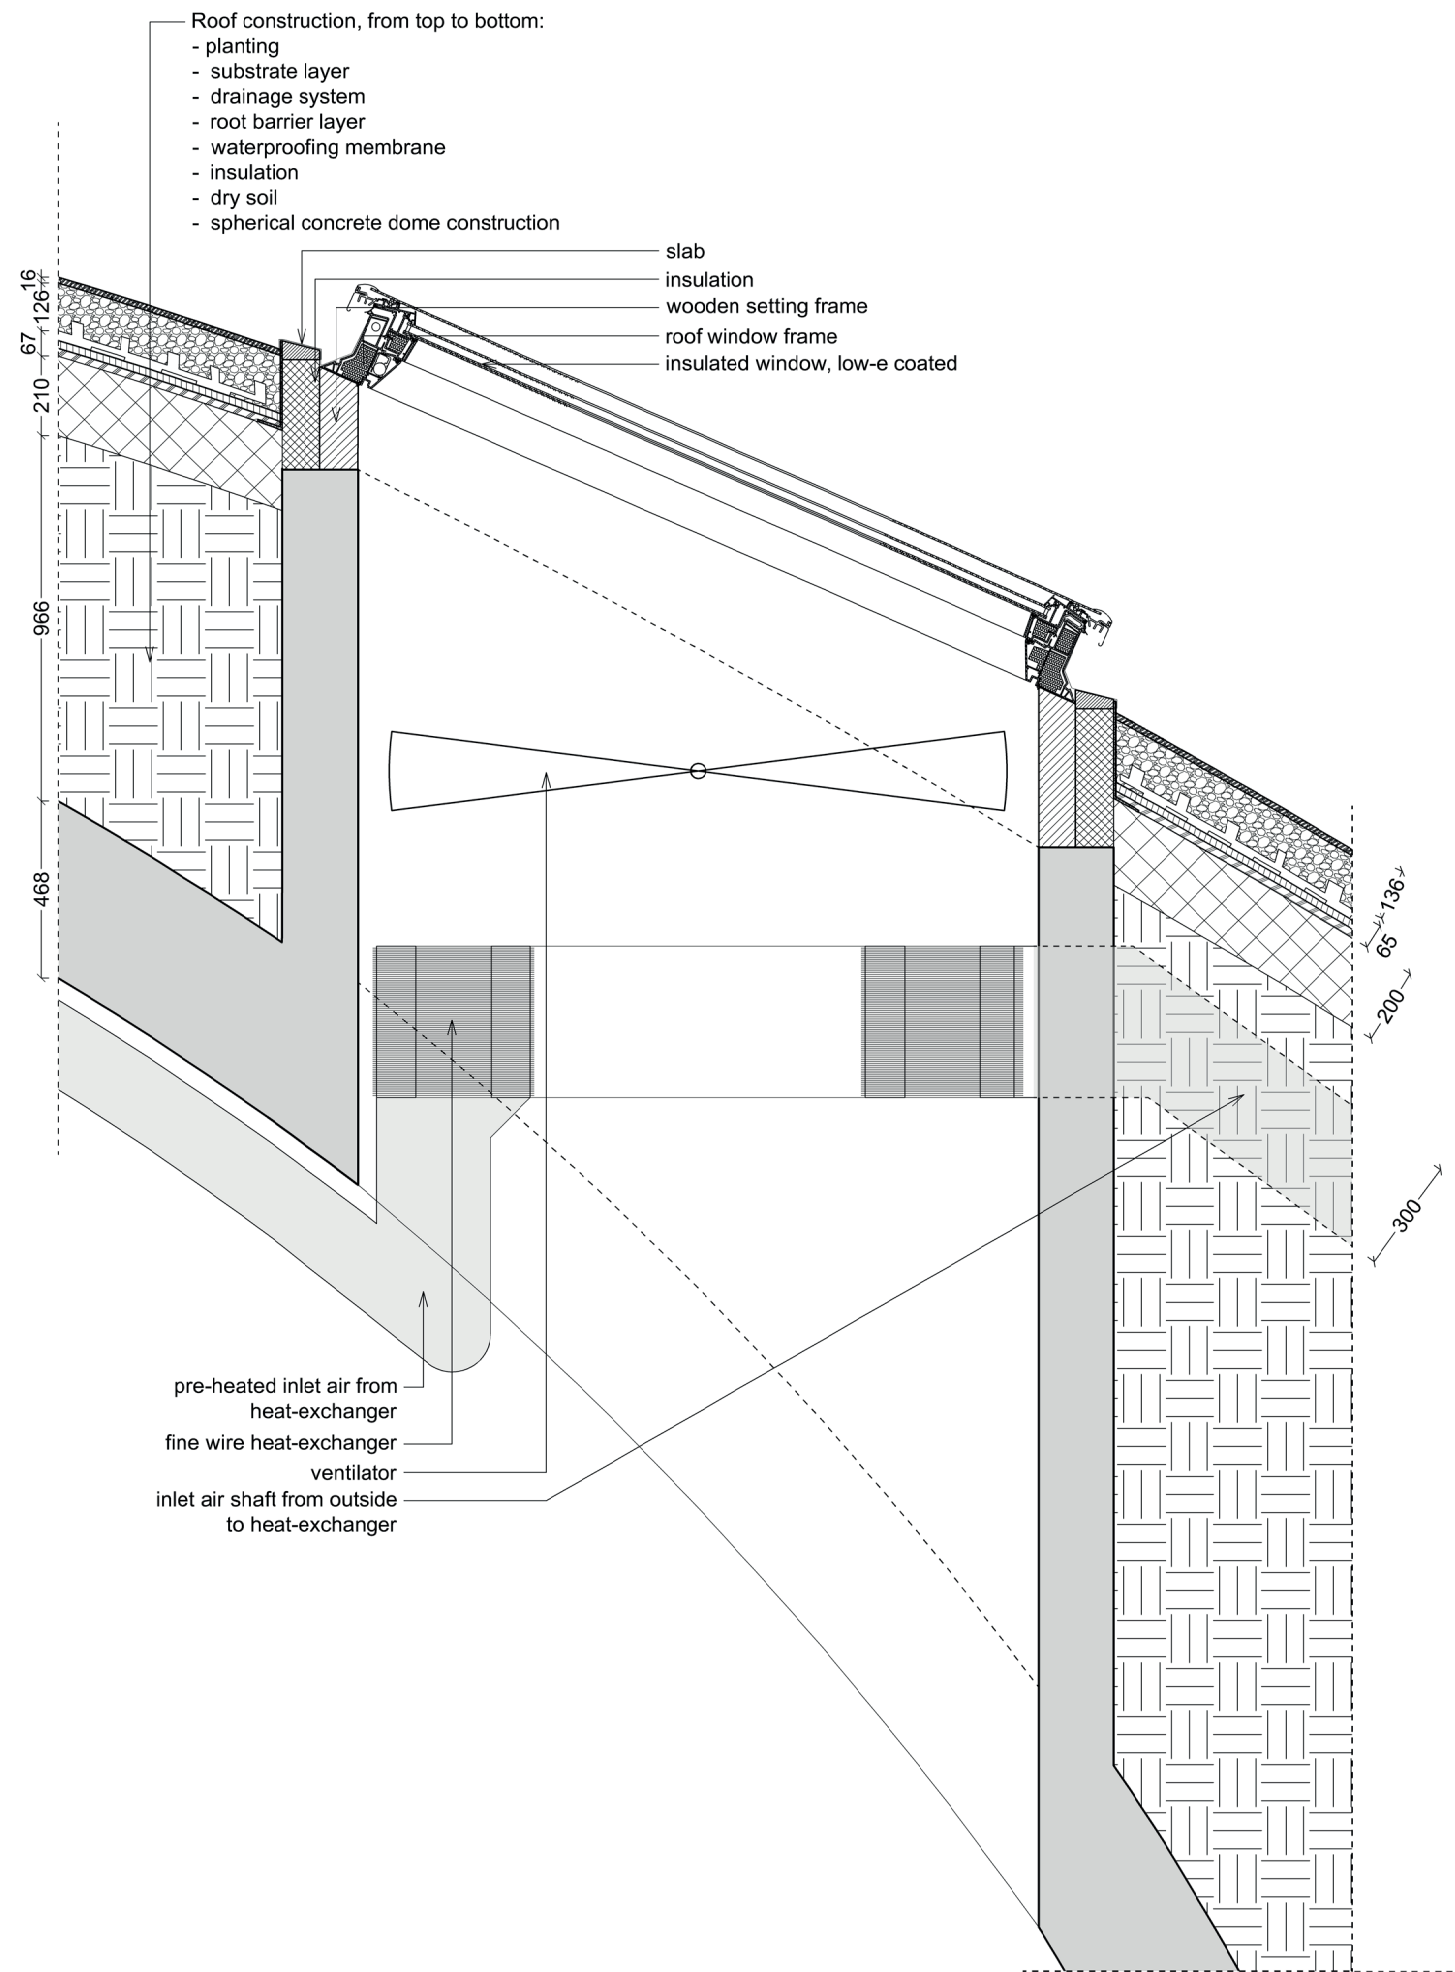 Roof construction, from top to bottom:
- planting
- substrate layer
- drainage system
- root barrier layer
- waterproofing membrane
- insulation
- dry soil
- spherical concrete dome construction
slab
insulation
wooden setting frame
roof window frame
insulated window, low-e coated
16
126
67
210
966
468
136
65
200
300
pre-heated inlet air from
heat-exchanger
fine wire heat-exchanger
ventilator
inlet air shaft from outside
to heat-exchanger